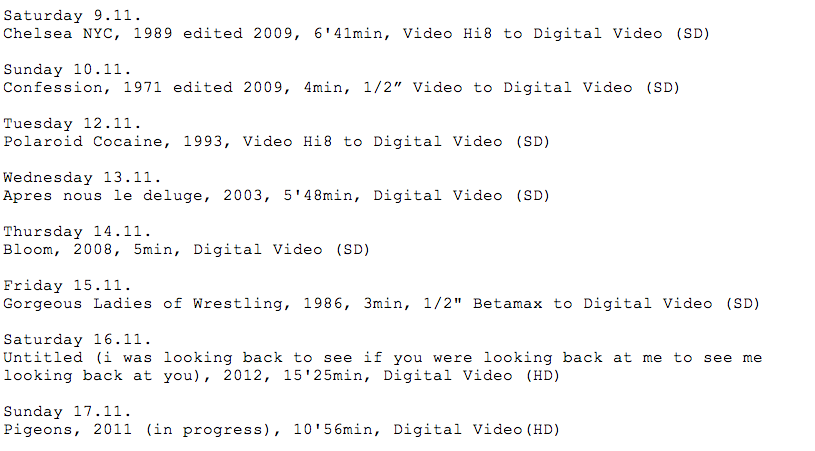 Saturday 9.11.
Chelsea NYC, 1989 edited 2009, 6'41min, Video Hi8 to Digital Video (SD)
Sunday 10.11.
Confession, 1971 edited 2009, 4min, 1/2” Video to Digital Video (SD)
Tuesday 12.11.
Polaroid Cocaine, 1993, Video Hi8 to Digital Video (SD)
Wednesday 13.11.
Apres nous le deluge, 2003, 5'48min, Digital Video (SD)
Thursday 14.11.
Bloom, 2008, 5min, Digital Video (SD)
Friday 15.11.
Gorgeous Ladies of Wrestling, 1986, 3min, 1/2" Betamax to Digital Video (SD)
Saturday 16.11.
Untitled (i was looking back to see if you were looking back at me to see me
looking back at you), 2012, 15'25min, Digital Video (HD)
Sunday 17.11.
Pigeons, 2011 (in progress), 10'56min, Digital Video(HD)